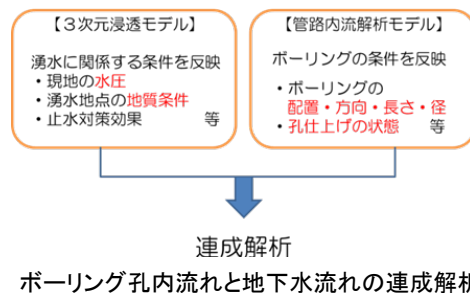 【3次元浸透モデル】
湧水に関係する条件を反映
・現地の水圧
・湧水地点の地質条件
・止水対策効果 等
【管路内流解析モデル】
ボーリングの条件を反映
・ボーリングの
配置・方向・長さ・径
・孔仕上げの状態 等
連成解析
ボーリング孔内流れと地下水流れの連成解析